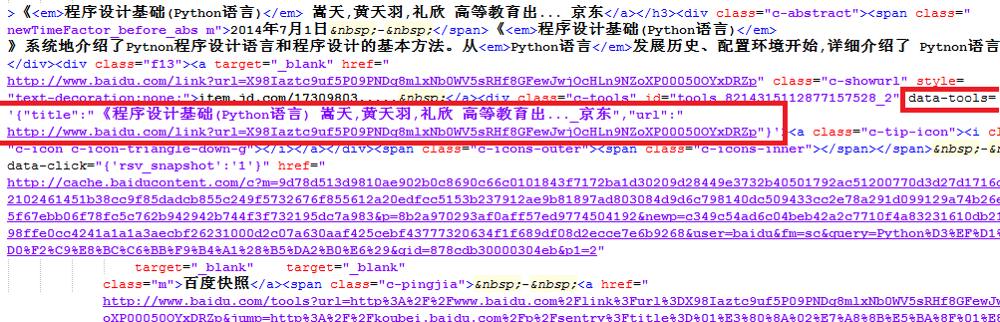 >《<em>程序设计基础(Python语言)</em> 嵩天,黄天羽,礼欣 高等教育出..._京东</a></h3><div class="c-abstract"><span class="
newTimeFactor_before_abs m">2014年7月1日&nbsp;-&nbsp;</span>《<em>程序设计基础(Python语言)</em>
》系统地介绍了Pytnon程序设计语言和程序设计的基本方法。从<em>Python语言</em>发展历史、配置环境开始,详细介绍了 Pytnon语言
</div><div class="f13"><a target="_blank" href="
http://www.baidu.com/link?url=X98Iaztc9uf5P09PNDq8mlxNb0WV5sRHf8GFewJwjOcHLn9NZoXP00050OYxDRZp" class="c-showurl" style=
"text-decoration:none;">item.jd.com/17309803.....&nbsp;</a><div class="c-tools" id="tools_8214315112877157528_2" data-tools=
'{"title":"《程序设计基础(Python语言) 嵩天,黄天羽,礼欣 高等教育出..._京东","url":"
http://www.baidu.com/link?url=X98Iaztc9uf5P09PNDq8mlxNb0WV5sRHf8GFewJwjOcHLn9NZoXP00050OYxDRZp"}'><a class="c-tip-icon"><i c
"c-icon c-icon-triangle-down-g"></i></a></div><span class="c-icons-outer"><span class="c-icons-inner"></span></span>&nbsp;-&n
data-click="{'rsv_snapshot':'1'}" href="
http://cache.baiducontent.com/c?m=9d78d513d9810ae902b0c8690c66c0101843f7172ba1d30209d28449e3732b40501792ac51200770d3d27d1716c
2102461451b38cc9f85dadcb855c249f5732676f855612a20edfcc5153b237912ae9b81897ad803084d9d6c798140dc509433cc2e78a291d099129a74b26e
5f67ebb06f78fc5c762b942942b744f3f732195dc7a983&p=8b2a970293af0aff57ed9774504192&newp=c349c54ad6c04beb42a2c7710f4a83231610db21
98ffe0cc4241a1a1a3aecbf26231000d2c07a630aaf425cebf43777320634f1f689df08d2ecce7e6b9268&user=baidu&fm=sc&query=Python%D3%EF%D1
D0%F2%C9%E8%BC%C6%BB%F9%B4%A1%28%B5%DA2%B0%E6%29&qid=878cdb30000304eb&p1=2"
target="_blank" target="_blank"
class="m">百度快照</a><span class="c-pingjia">&nbsp;-&nbsp;<a href="
http://www.baidu.com/tools?url=http%3A%2F%2Fwww.baidu.com%2Flink%3Furl%3DX98Iaztc9uf5P09PNDq8mlxNb0WV5sRHf8GFewJw
oXP00050OYxDRZp&jump=http%3A%2F%2Fkoubei.baidu.com%2Fp%2Fsentry%3Ftitle%3D%01%E3%80%8A%02%E7%A8%8B%E5%BA%8F%01%E8